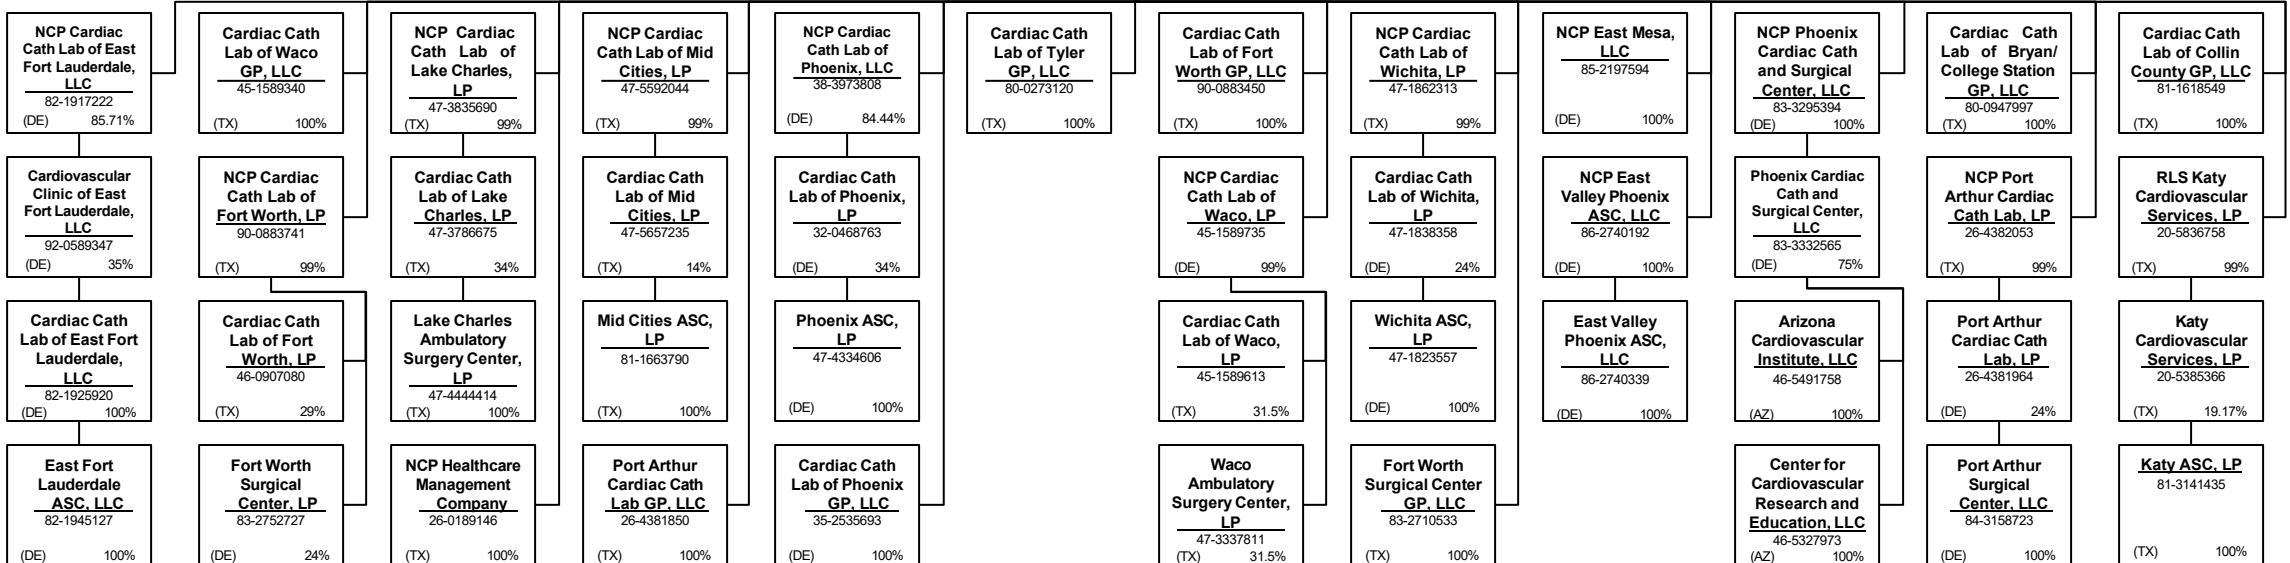 NCP Cardiac
Cath Lab of East
Fort Lauderdale,
LLC
82-1917222
(DE) 85.71%
Cardiac Cath
Lab of Waco
GP, LLC
45-1589340
(TX) 100%
NCP Cardiac
Cath Lab of
Lake Charles,
LP
47-3835690
(TX) 99%
NCP Cardiac
Cath Lab of Mid
Cities, LP
47-5592044
(TX) 99%
NCP Cardiac
Cath Lab of
Phoenix, LLC
38-3973808
(DE) 84.44%
Cardiac Cath
Lab of Tyler
GP, LLC
80-0273120
(TX) 100%
Cardiac Cath
Lab of Fort
Worth GP, LLC
90-0883450
(TX) 100%
NCP Cardiac
Cath Lab of
Wichita, LP
47-1862313
(TX) 99%
NCP East Mesa,
LLC
85-2197594
(DE) 100%
NCP Phoenix
Cardiac Cath
and Surgical
Center, LLC
83-3295394
(DE) 100%
Cardiac Cath
Lab of Bryan/
College Station
GP, LLC
80-0947997
(TX) 100%
Cardiac Cath
Lab of Collin
County GP, LLC
81-1618549
(TX) 100%
Cardiovascular
Clinic of East
Fort Lauderdale,
LLC
92-0589347
(DE) 35%
NCP Cardiac
Cath Lab of
Fort Worth, LP
90-0883741
(TX) 99%
Cardiac Cath
Lab of Lake
Charles, LP
47-3786675
(TX) 34%
Cardiac Cath
Lab of Mid
Cities, LP
47-5657235
(TX) 14%
Cardiac Cath
Lab of Phoenix,
LP
32-0468763
(DE) 34%
NCP Cardiac
Cath Lab of
Waco, LP
45-1589735
(DE) 99%
Cardiac Cath
Lab of Wichita,
LP
47-1838358
(DE) 24%
NCP East
Valley Phoenix
ASC, LLC
86-2740192
(DE) 100%
Phoenix Cardiac
Cath and
Surgical Center,
LLC
83-3332565
(DE) 75%
NCP Port
Arthur Cardiac
Cath Lab, LP
26-4382053
(TX) 99%
RLS Katy
Cardiovascular
Services, LP
20-5836758
(TX) 99%
Cardiac Cath
Lab of East Fort
Lauderdale,
LLC
82-1925920
(DE) 100%
Cardiac Cath
Lab of Fort
Worth, LP
46-0907080
(TX) 29%
Lake Charles
Ambulatory
Surgery Center,
LP
47-4444414
(TX) 100%
Mid Cities ASC,
LP
81-1663790
(TX) 100%
Phoenix ASC,
LP
47-4334606
(DE) 100%
Cardiac Cath
Lab of Waco,
LP
45-1589613
(TX) 31.5%
Wichita ASC,
LP
47-1823557
(DE) 100%
East Valley
Phoenix ASC,
LLC
86-2740339
(DE) 100%
Arizona
Cardiovascular
Institute, LLC
46-5491758
(AZ) 100%
Port Arthur
Cardiac Cath
Lab, LP
26-4381964
(DE) 24%
Katy
Cardiovascular
Services, LP
20-5385366
(TX) 19.17%
East Fort
Lauderdale
ASC, LLC
82-1945127
(DE) 100%
Fort Worth
Surgical
Center, LP
83-2752727
(DE) 24%
NCP Healthcare
Management
Company
26-0189146
(TX) 100%
Port Arthur
Cardiac Cath
Lab GP, LLC
26-4381850
(TX) 100%
Cardiac Cath
Lab of Phoenix
GP, LLC
35-2535693
(DE) 100%
Waco
Ambulatory
Surgery Center,
LP
47-3337811
(TX) 31.5%
Fort Worth
Surgical Center
GP, LLC
83-2710533
(TX) 100%
Center for
Cardiovascular
Research and
Education, LLC
46-5327973
(AZ) 100%
Port Arthur
Surgical
Center, LLC
84-3158723
(DE) 100%
Katy ASC, LP
81-3141435
(TX) 100%